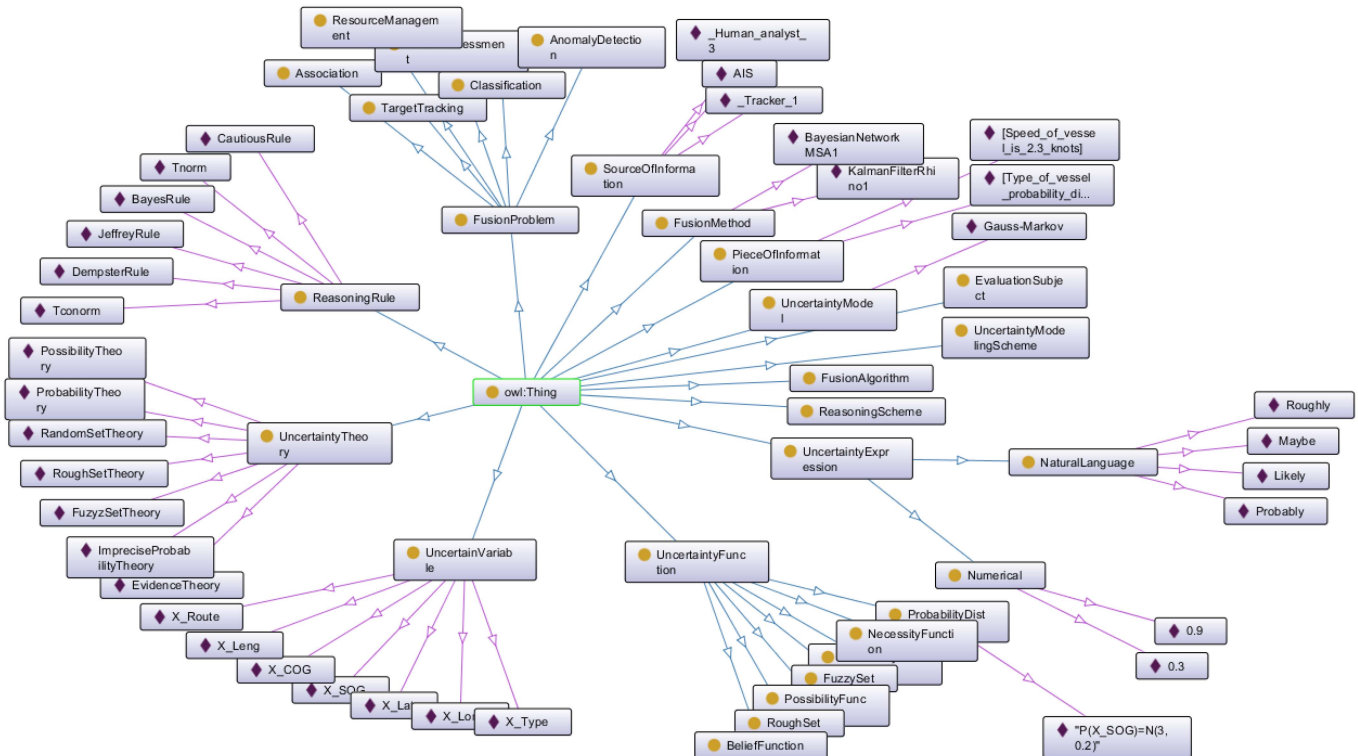 ResourceManagem
ent
essmen
t
AnomalyDetectio
n
Association
Classification
TargetTracking
_Human_analyst_
3
AIS
_Tracker_1
CautiousRule
Tnorm
BayesRule
JeffreyRule
DempsterRule
Tconorm
ReasoningRule
FusionProblem
SourceOfInforma
tion
BayesianNetwork
MSA1
KalmanFilterRhi
no1
[Speed_of_vesse
l_is_2.3_knots]
[Type_of_vessel
_probability_di...
FusionMethod
Gauss-Markov
PieceOfInformat
ion
EvaluationSubje
ct
UncertaintyMode
l
UncertaintyMode
lingScheme
FusionAlgorithm
ReasoningScheme
owl:Thing
PossibilityTheo
ry
ProbabilityTheo
ry
RandomSetTheory
RoughSetTheory
FuzyzSetTheory
ImpreciseProbab
ilityTheory
EvidenceTheory
UncertaintyTheo
ry
UncertaintyExpr
ession
NaturalLanguage
Roughly
Maybe
Likely
Probably
UncertainVariab
le
UncertaintyFunc
tion
Numerical
X_Route
X_Leng
X_COG
X_SOG
X_Lat
X_Lon
X_Type
ProbabilityDist
NecessityFuncti
on
FuzzySet
PossibilityFunc
RoughSet
BeliefFunction
0.9
0.3
"P(X_SOG)=N(3,
0.2)"